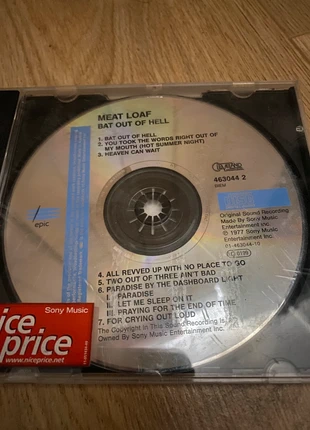 MEAT LOAF
BAT OUT OF HELL
1. BAT OUT OF HELL
2. YOU TOOK THE WORDS RIGHT OUT OF
MY MOUTH (HOT SUMMER NIGHT)
3. HEAVEN CAN WAIT
463044 2
epic
Original Sound Recording
Made By Sony Music
Entertainment Inc.
℗ 1977 Sony Music
Entertainment Inc.
01-463044-10
4. ALL REVVED UP WITH NO PLACE TO GO
5. TWO OUT OF THREE AIN'T BAD
6. PARADISE BY THE DASHBOARD LIGHT
I. PARADISE
II. LET ME SLEEP ON IT
III. PRAYING FOR THE END OF TIME
7. FOR CRYING OUT LOUD
The Copyright In This Sound Recording Is
Owned By Sony Music Entertainment Inc.
Sony Music
ice
price
www.niceprice.net